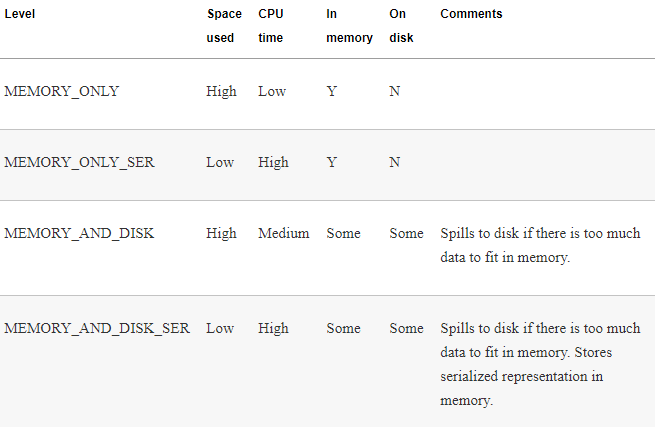 Level Space used CPU time In memory On disk Comments
MEMORY_ONLY High Low Y N
MEMORY_ONLY_SER Low High Y N
MEMORY_AND_DISK High Medium Some Some Spills to disk if there is too much
data to fit in memory.
MEMORY_AND_DISK_SER Low High Some Some Spills to disk if there is too much
data to fit in memory. Stores
serialized representation in
memory.